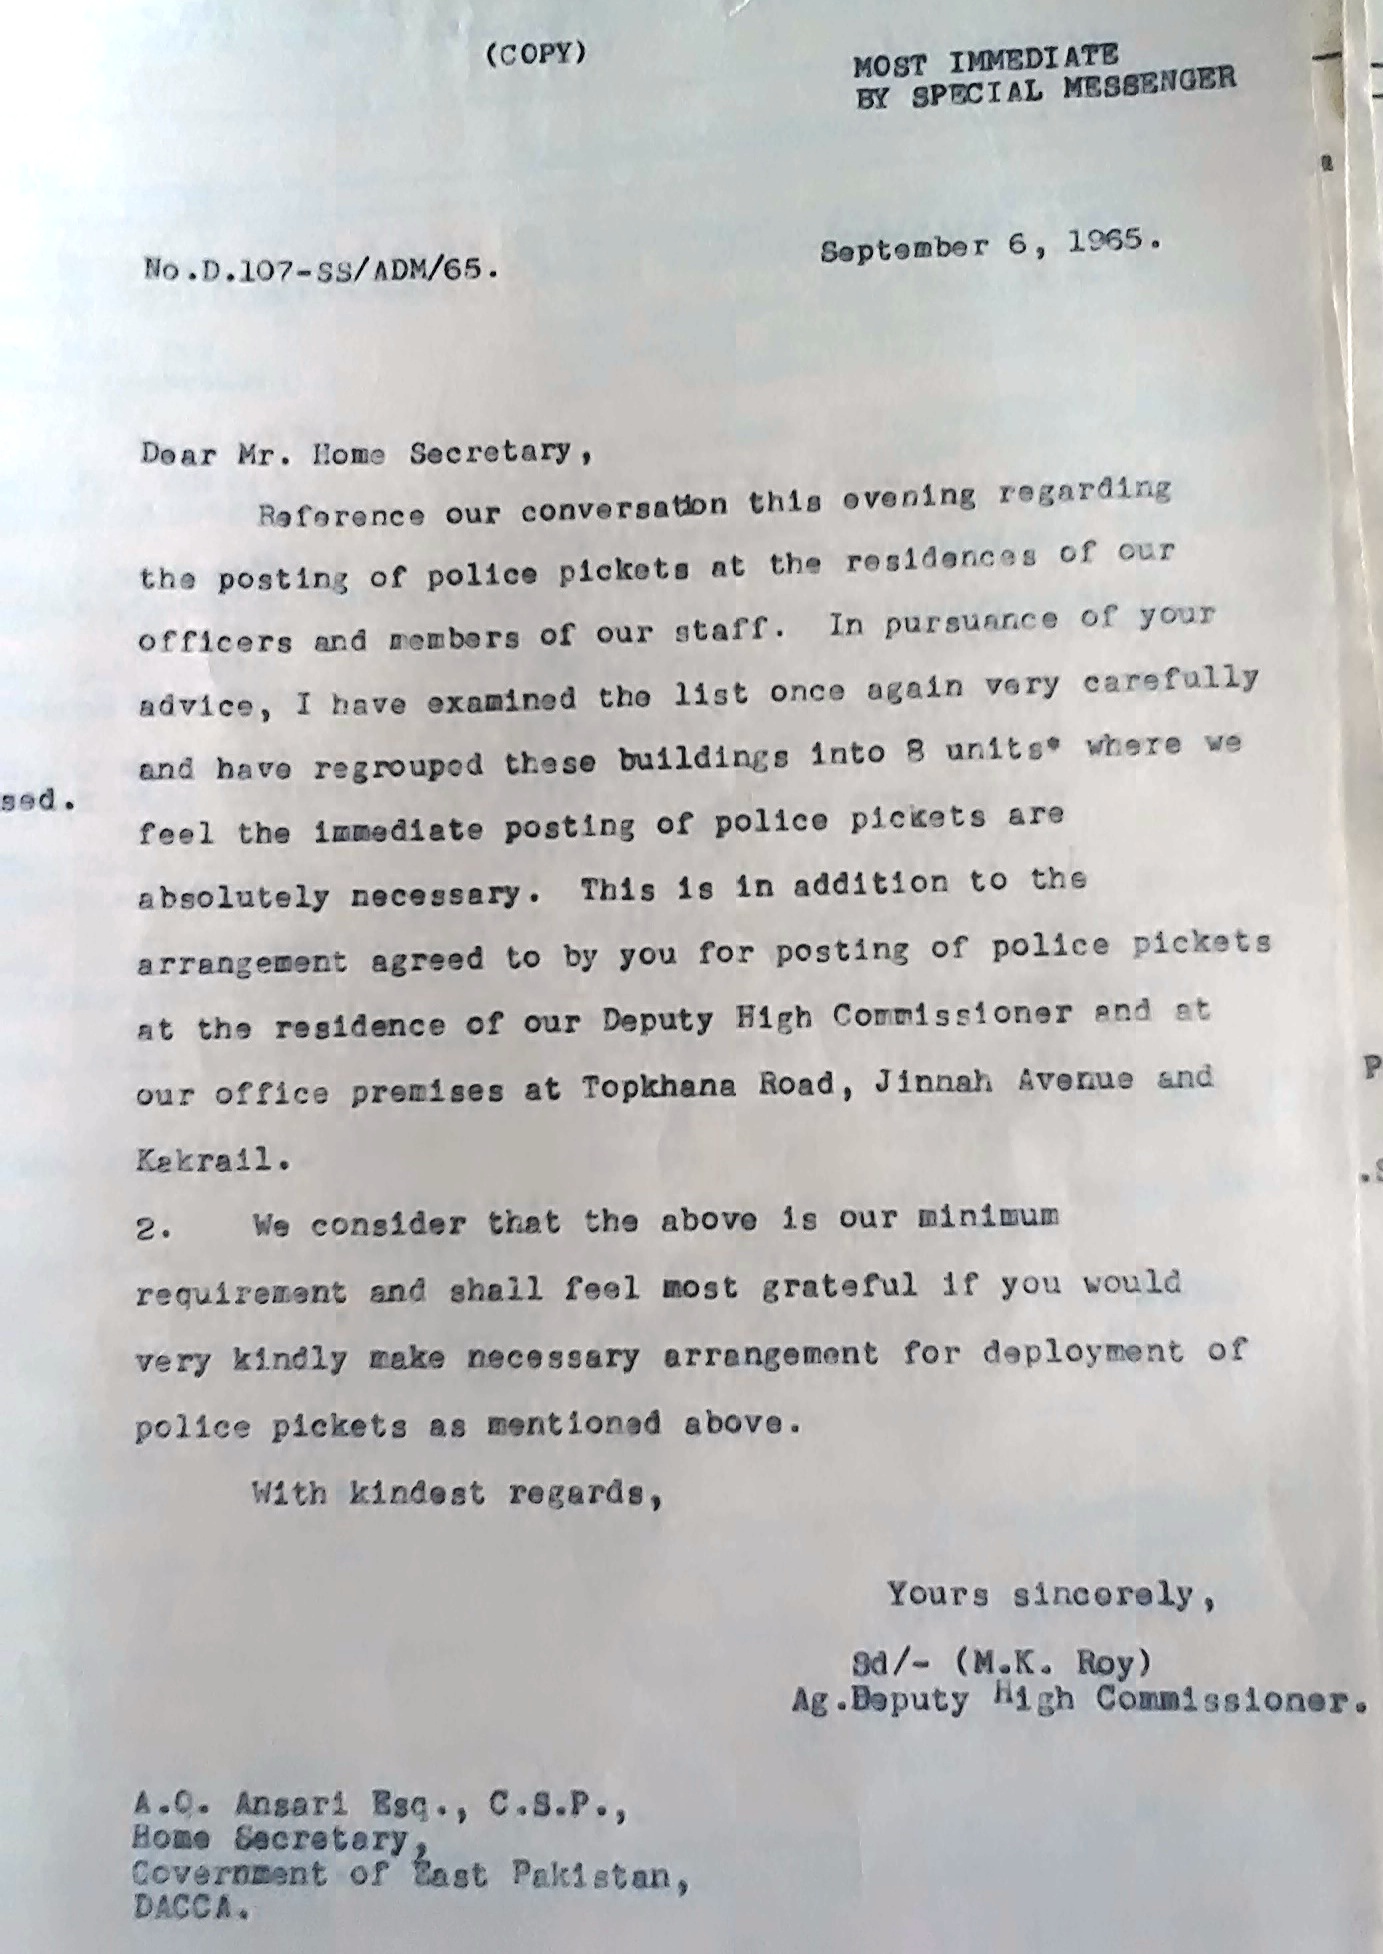 (COPY)
MOST IMMEDIATE
BY SPECIAL MESSENGER
No.D.107-SS/ADM/65.
September 6, 1965.
Dear Mr. Home Secretary,
Reference our conversation this evening regarding
the posting of police pickets at the residences of our
officers and members of our staff. In pursuance of your
advice, I have examined the list once again very carefully
and have regrouped these buildings into 8 units* where we
sed.
feel the immediate posting of police pickets are
absolutely necessary. This is in addition to the
arrangement agreed to by you for posting of police pickets
at the residence of our Deputy High Commissioner and at
our office premises at Topkhana Road, Jinnah Avenue and
Kakrail.
2. We consider that the above is our minimum
requirement and shall feel most grateful if you would
very kindly make necessary arrangement for deployment of
police pickets as mentioned above.
With kindest regards,
Yours sincerely,
Sd/- (M.K. Roy)
Ag.Deputy High Commissioner.
A.Q. Ansari Esq., C.S.P.,
Home Secretary,
Government of East Pakistan,
DACCA.